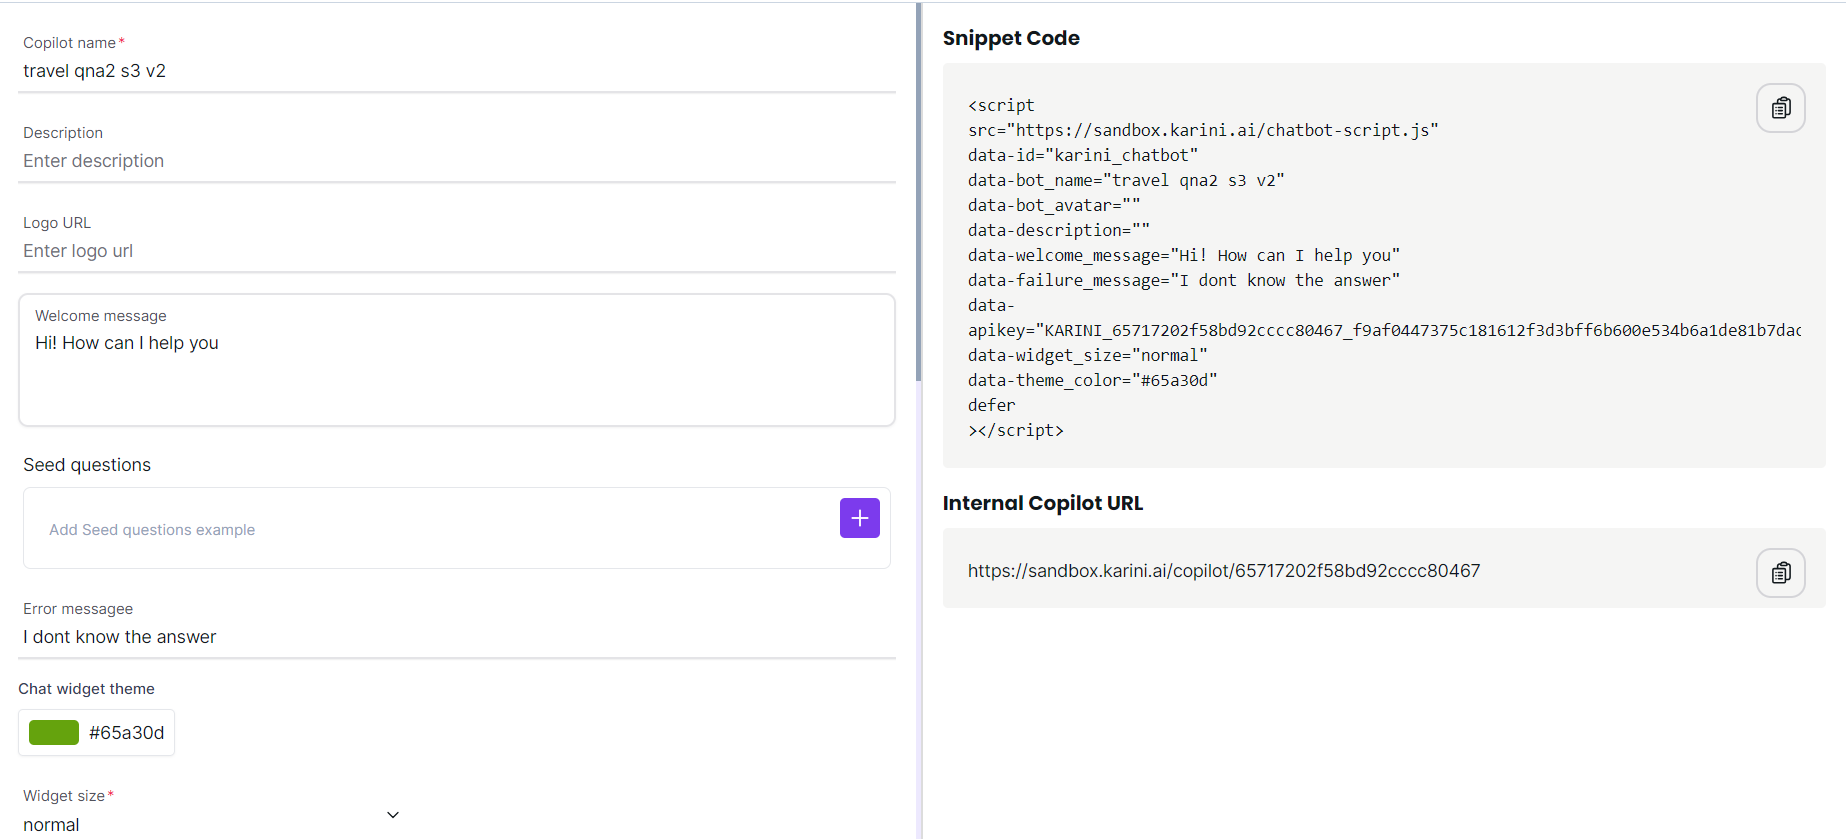 Copilot name*
travel qna2 s3 v2
Description
Enter description
Logo URL
Enter logo url
Welcome message
Hi! How can I help you
Seed questions
Add Seed questions example
Error messagee
I dont know the answer
Chat widget theme
#65a30d
Widget size*
normal
Snippet Code
<script
src="https://sandbox.karini.ai/chatbot-script.js"
data-id="karini_chatbot"
data-bot_name="travel qna2 s3 v2"
data-bot_avatar=""
data-description=""
data-welcome_message="Hi! How can I help you"
data-failure_message="I dont know the answer"
data-
apikey="KARINI_65717202f58bd92cccc80467_f9af0447375c181612f3d3bff6b600e534b6a1de81b7dac
data-widget_size="normal"
data-theme_color="#65a30d"
defer
></script>
Internal Copilot URL
https://sandbox.karini.ai/copilot/65717202f58bd92cccc80467